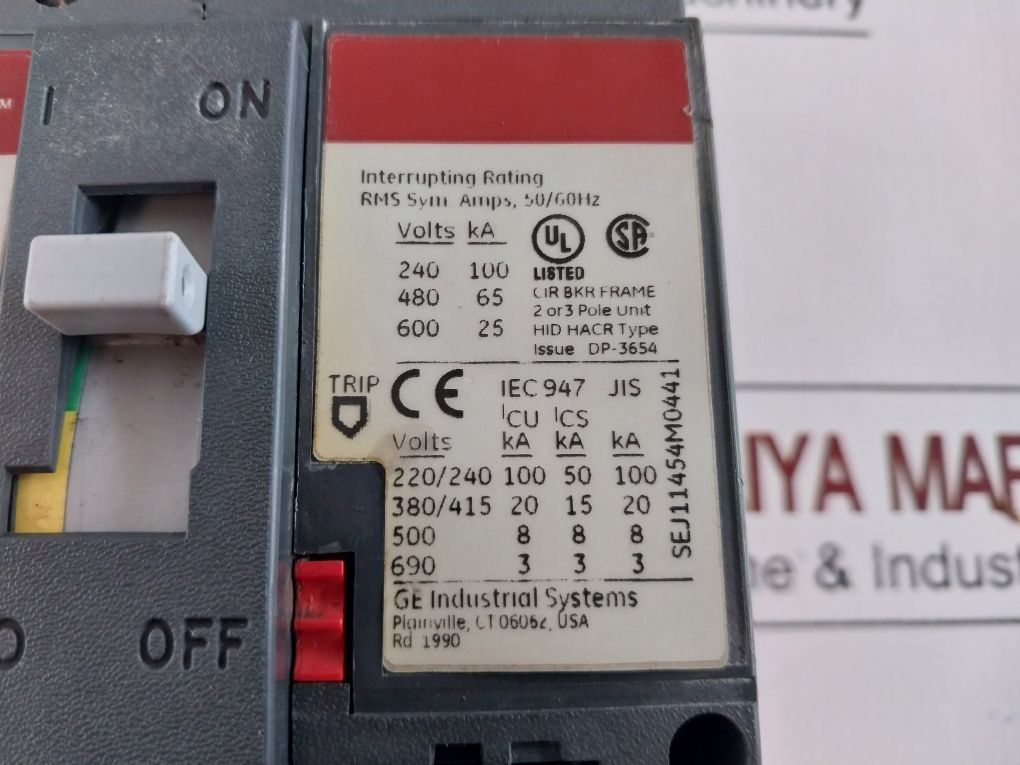 TM
I ON
Interrupting Rating
RMS Sym. Amps, 50/60Hz
Volts kA
240 100
480 65
600 25
UL
LISTED
SA
CIR BKR FRAME
2 or 3 Pole Unit
HID HACR Type
Issue DP-3654
TRIP
CE
IEC 947 JIS
ICU ICS
Volts kA kA kA
220/240 100 50 100
380/415 20 15 20
500 8 8 8
690 3 3 3
SEJ11454M0441
GE Industrial Systems
Plainville, CT 06062, USA
Rd 1990
O OFF